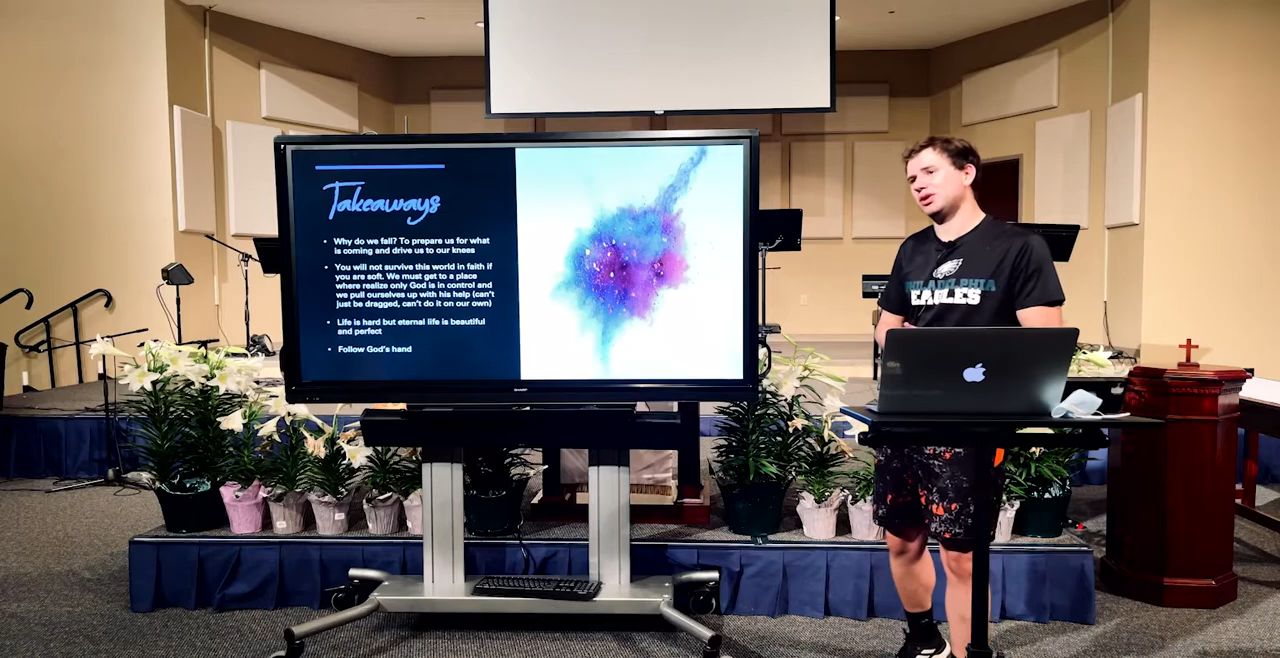 Takeaways
• Why do we fall? To prepare us for what
is coming and drive us to our knees
• You will not survive this world in faith if
you are soft. We must get to a place
where realize only God is in control and
we pull ourselves up with his help (can't
just be dragged, can't do it on our own)
• Life is hard but eternal life is beautiful
and perfect
• Follow God's hand
SHARP
PHILADELPHIA
EAGLES